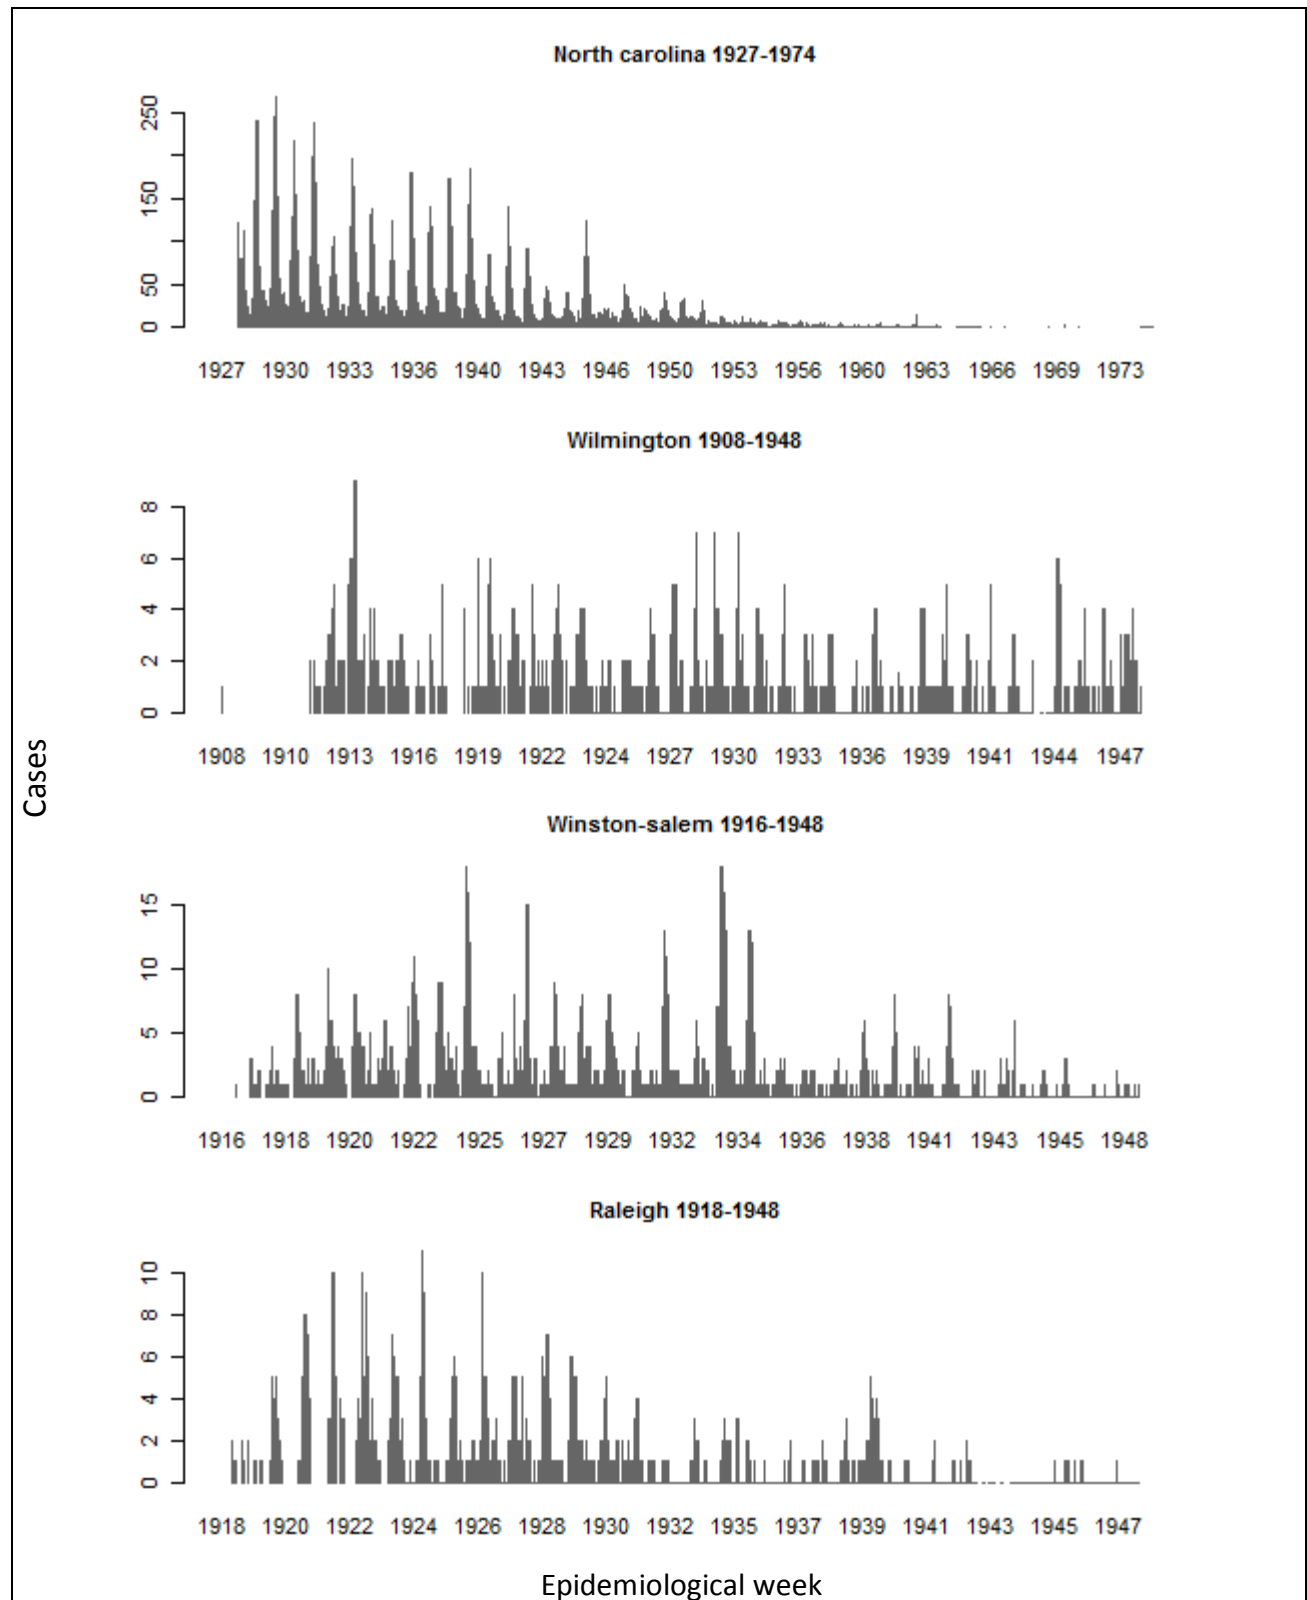 North carolina 1927-1974
250
150
50
0
1927 1930 1933 1936 1940 1943 1946 1950 1953 1956 1960 1963 1966 1969 1973
Wilmington 1908-1948
8
6
4
2
0
1908 1910 1913 1916 1919 1922 1924 1927 1930 1933 1936 1939 1941 1944 1947
Cases
Winston-salem 1916-1948
15
10
5
0
1916 1918 1920 1922 1925 1927 1929 1932 1934 1936 1938 1941 1943 1945 1948
Raleigh 1918-1948
10
8
6
4
2
0
1918 1920 1922 1924 1926 1928 1930 1932 1935 1937 1939 1941 1943 1945 1947
Epidemiological week